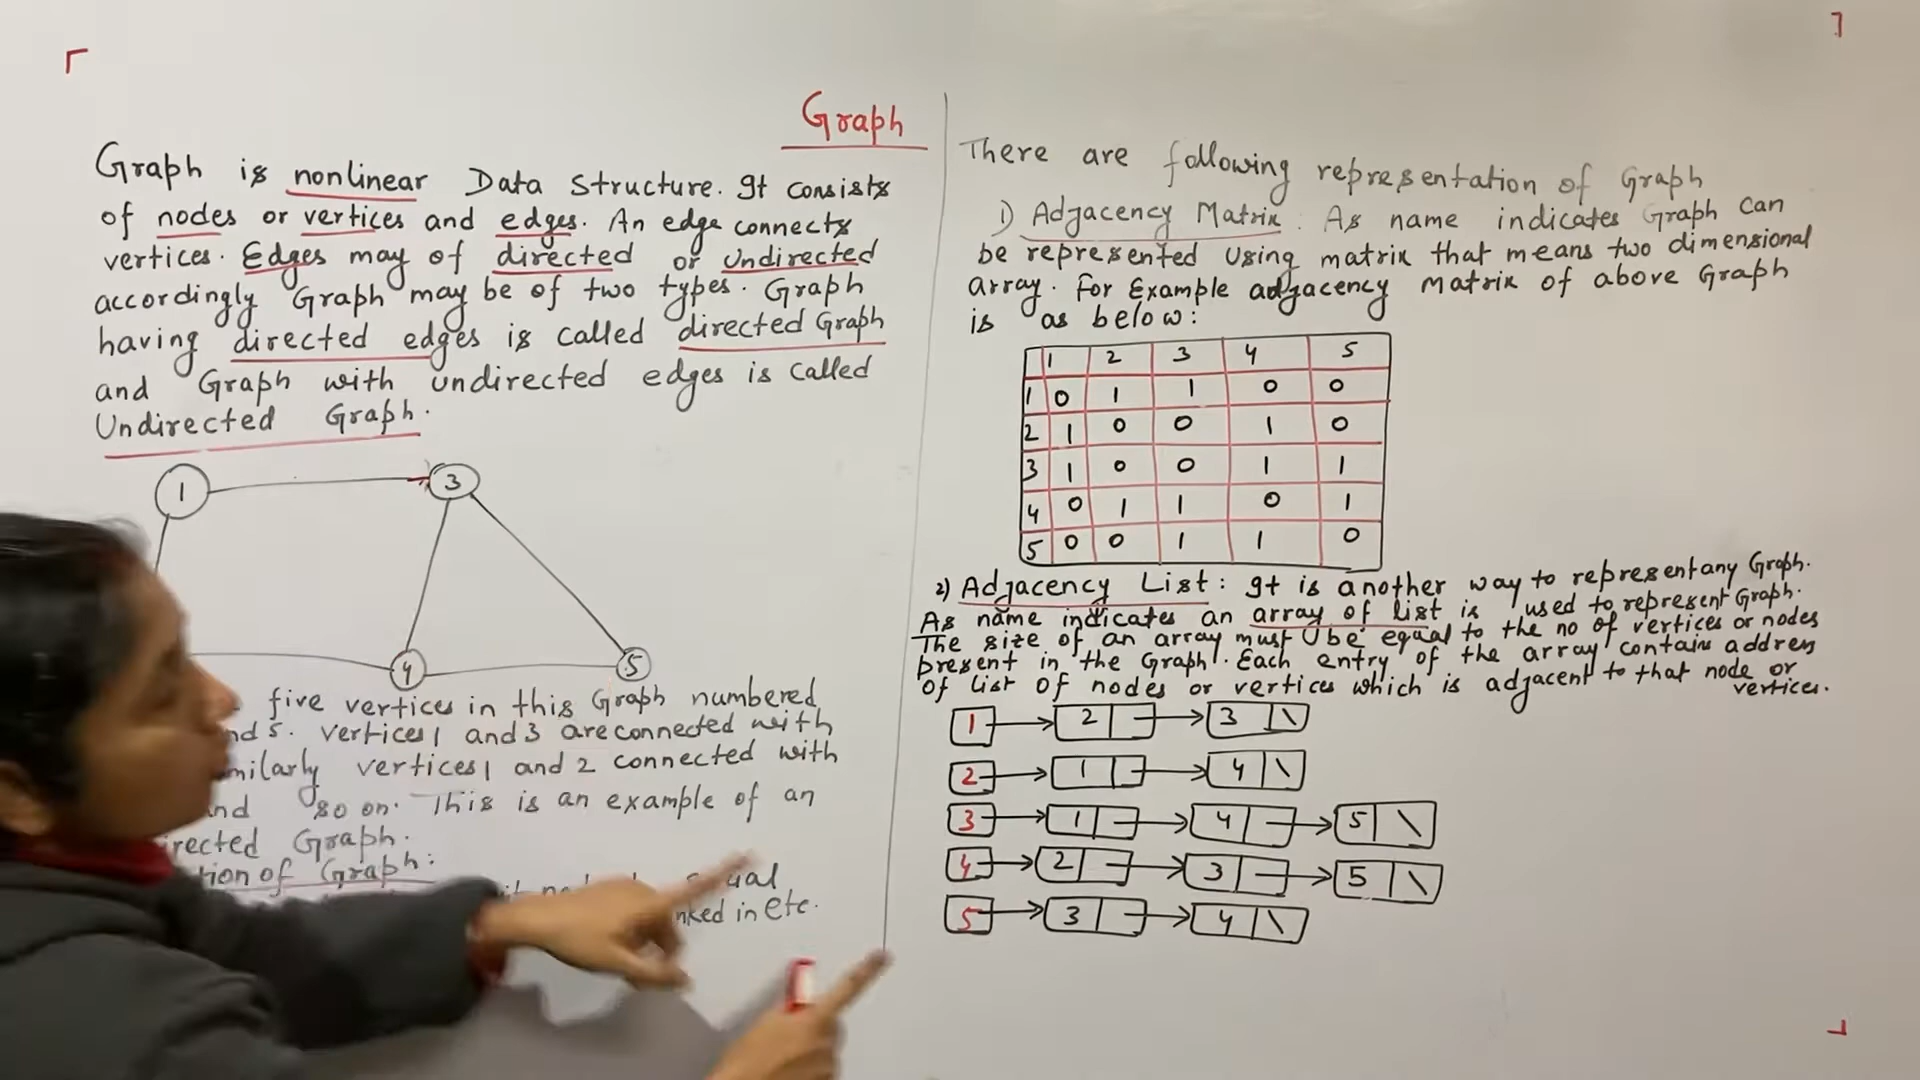 Graph
Graph is nonlinear Data structure. It consists
of nodes or vertices and edges. An edge connects
vertices. Edges may of directed or undirected
accordingly Graph may be of two types. Graph
having directed edges is called directed Graph
and Graph with undirected edges is called
Undirected Graph.
1
3
4
5
five vertices in this Graph numbered
nd 5. vertices 1 and 3 are connected with
milarly vertices 1 and 2 connected with
nd so on. This is an example of an
irected Graph.
tion of Graph:
ual
nked in etc.
There are following representation of Graph
1) Adjacency Matrix. As name indicates Graph can
be represented using matrix that means two dimensional
array. For Example adjacency matrix of above Graph
is as below:
1 2 3 4 5
1 0 1 1 0 0
2 1 0 0 1 0
3 1 0 0 1 1
4 0 1 1 0 1
5 0 0 1 1 0
2) Adjacency List: It is another way to represent any Graph.
As name indicates an array of list is used to represent Graph.
The size of an array must be equal to the no of vertices or nodes
present in the Graph. Each entry of the array contains address
of list of nodes or vertices which is adjacent to that node or
vertices.
1 2 3
2 1 4
3 1 4 5
4 2 3 5
5 3 4